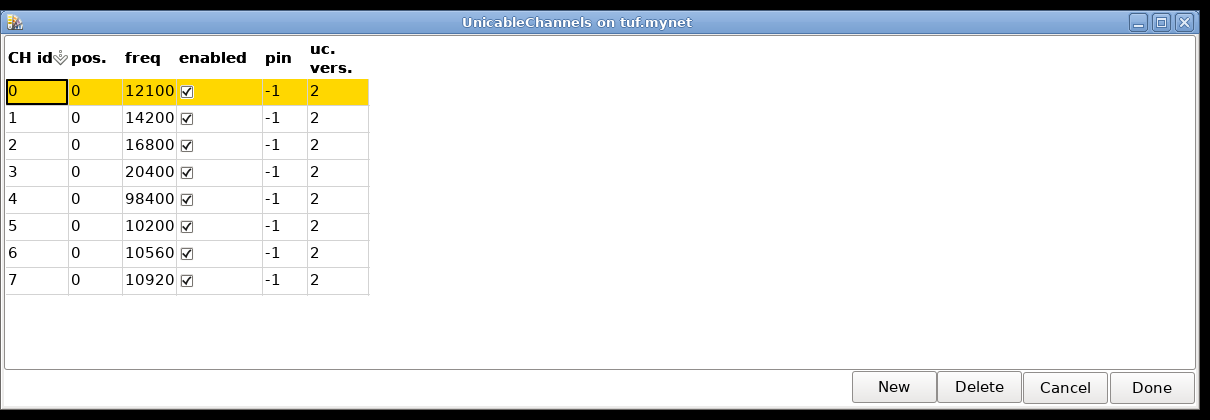 UnicableChannels on tuf.mynet
CH id pos. freq enabled pin uc. vers.
0 0 12100 -1 2
1 0 14200 -1 2
2 0 16800 -1 2
3 0 20400 -1 2
4 0 98400 -1 2
5 0 10200 -1 2
6 0 10560 -1 2
7 0 10920 -1 2
New Delete Cancel Done